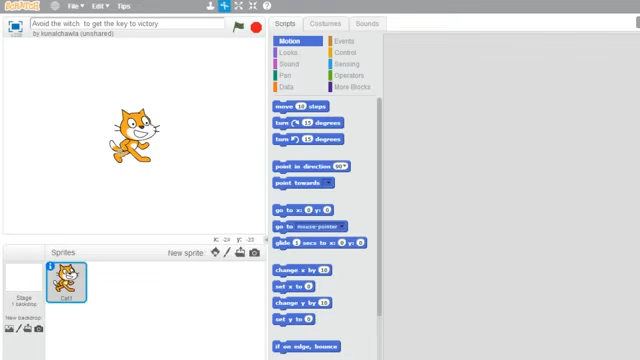 SCRATCH File Edit Tips
Avoid the witch to get the key to victory
by kunalchawla (unshared)
Scripts Costumes Sounds
Motion Events
Looks Control
Sound Sensing
Pen Operators
Data More Blocks
move 10 steps
turn 15 degrees
turn 15 degrees
point in direction 90
point towards
go to x: 0 y: 0
go to mouse-pointer
glide 1 secs to x: 0 y: 0
change x by 10
set x to 0
change y by 10
set y to 0
if on edge, bounce
x: -24 y: -33
Sprites New sprite:
Stage
1 backdrop
New backdrop:
Cat1